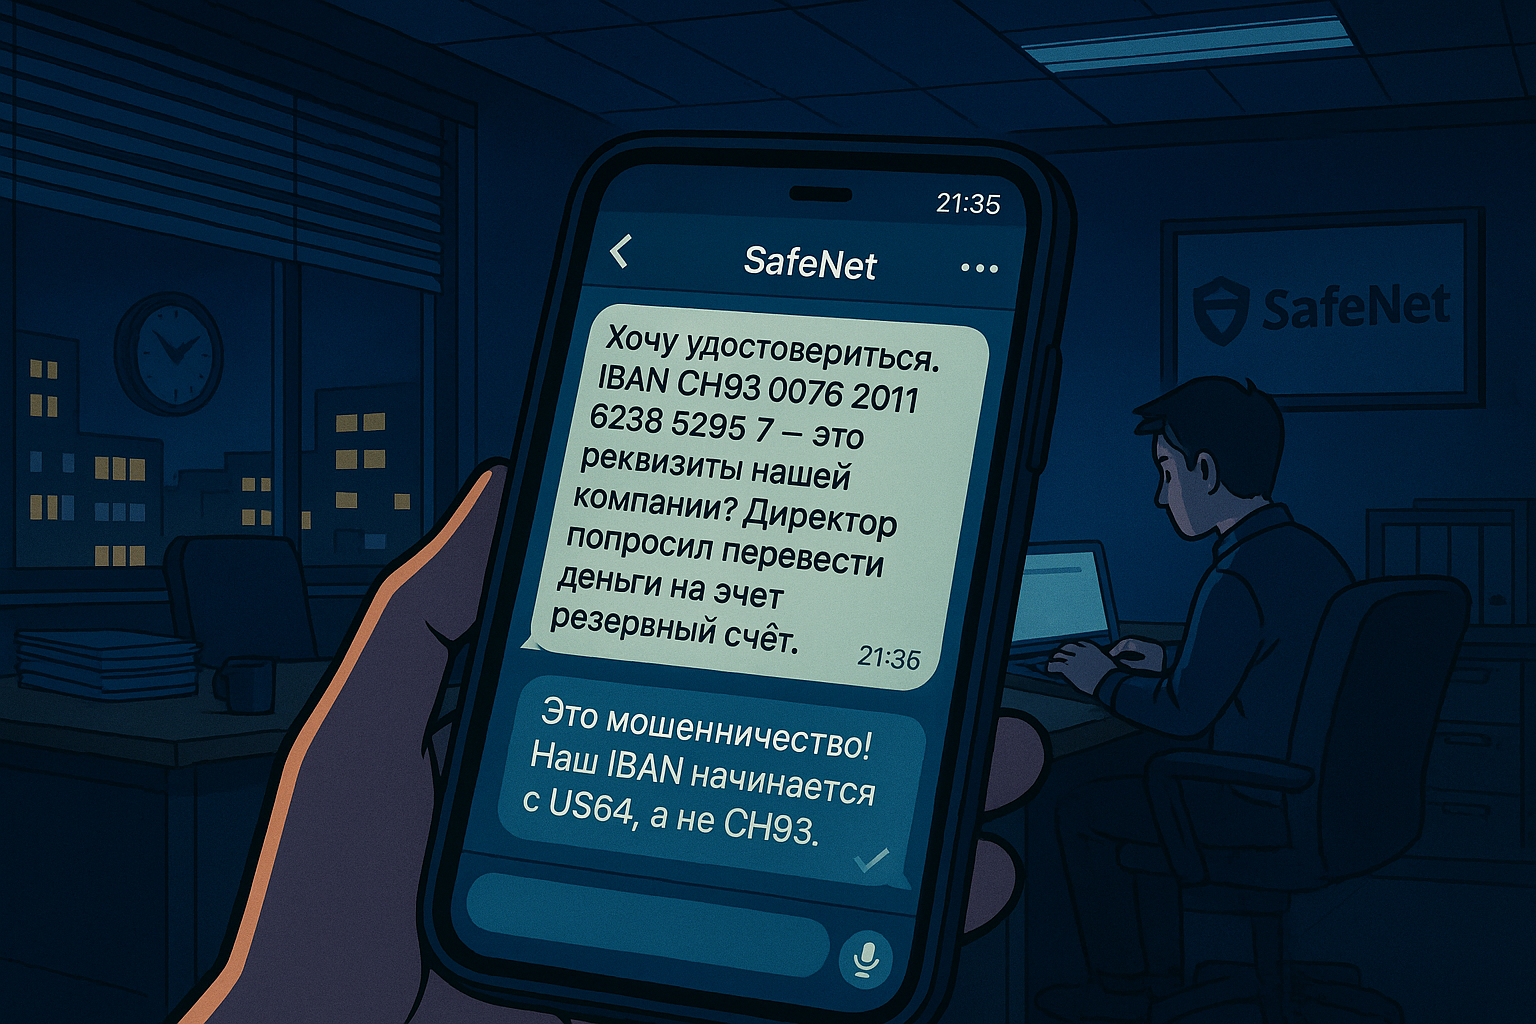 21:35
SafeNet
Хочу удостовериться.
IBAN CH93 0076 2011
6238 5295 7 – это
реквизиты нашей
компании? Директор
попросил перевести
деньги на эчет
резервный счêт.
21:36
Это мошенничество!
Наш IBAN начинается
с US64, а не CH93.
SafeNet